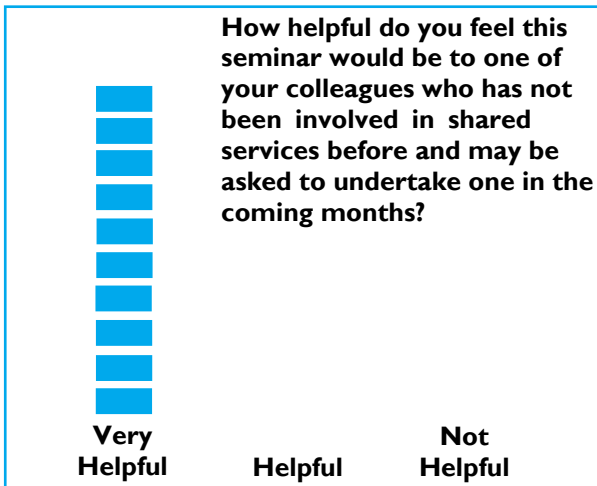 How helpful do you feel this
seminar would be to one of
your colleagues who has not
been involved in shared
services before and may be
asked to undertake one in the
coming months?
Very
Helpful
Helpful
Not
Helpful